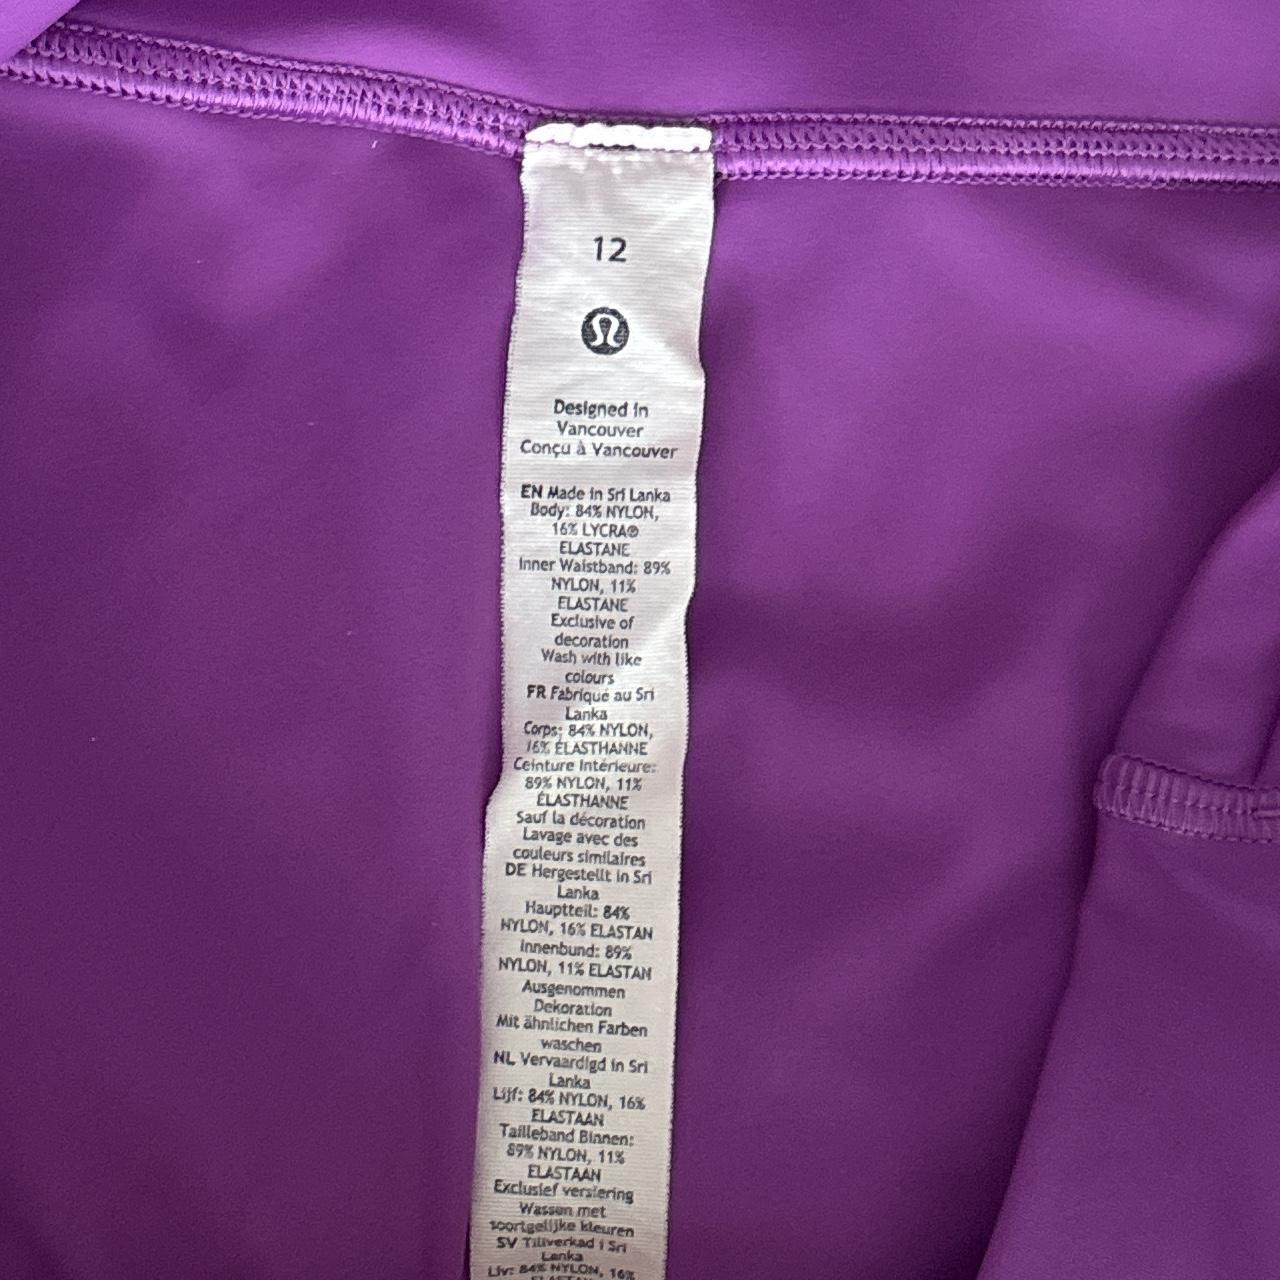 12
Designed in
Vancouver
Conçu à Vancouver
EN Made in Sri Lanka
Body: 84% NYLON,
16% LYCRA®
ELASTANE
Inner Waistband: 89%
NYLON, 11%
ELASTANE
Exclusive of
decoration
Wash with like
colours
FR Fabriqué au Sri
Lanka
Corps: 84% NYLON,
16% ÉLASTHANNE
Ceinture Intérieure:
89% NYLON, 11%
ÉLASTHANNE
Sauf la décoration
Lavage avec des
couleurs similaires
DE Hergestellt in Sri
Lanka
Hauptteil: 84%
NYLON, 16% ELASTAN
Innenbund: 89%
NYLON, 11% ELASTAN
Ausgenommen
Dekoration
Mit ähnlichen Farben
waschen
NL Vervaardigd in Sri
Lanka
Lijf: 84% NYLON, 16%
ELASTAAN
Tailleband Binnen:
89% NYLON, 11%
ELASTAAN
Exclusief versiering
Wassen met
soortgelijke kleuren
SV Tillverkad i Sri
Lanka
Liv: 84% NYLON, 16%